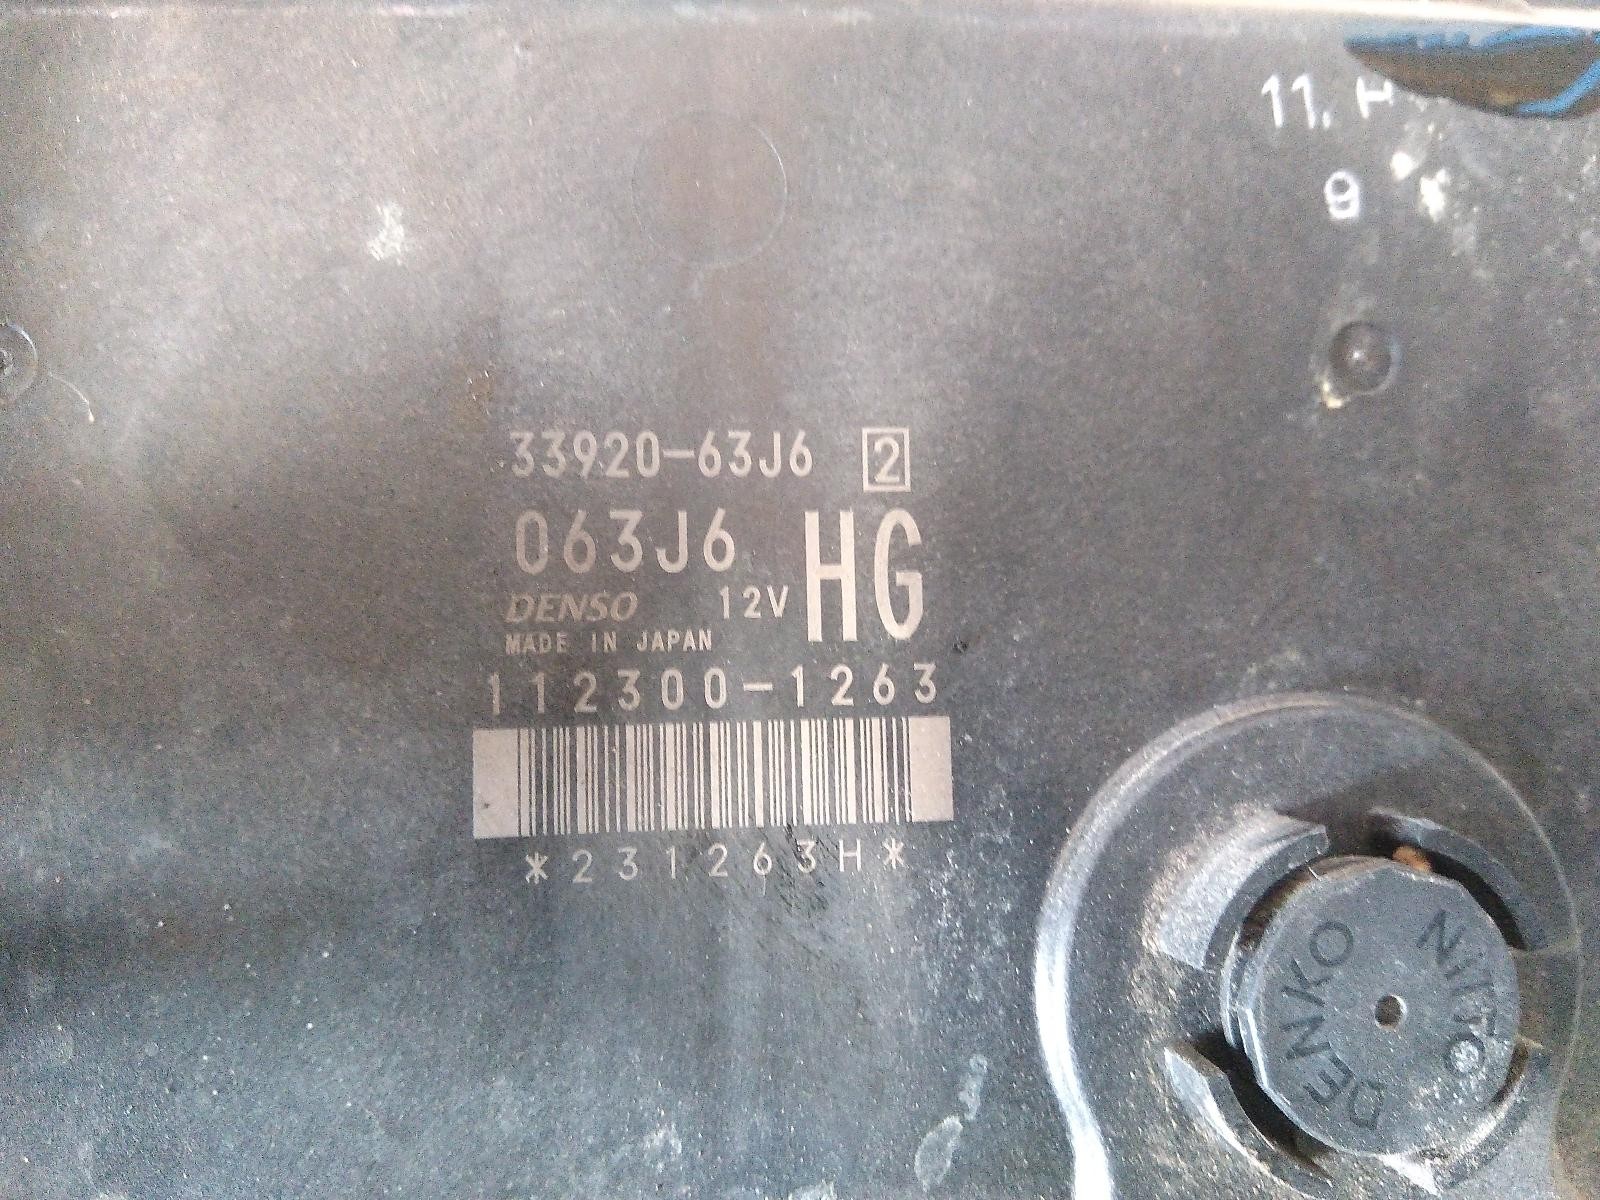 11. H
9
33920-63J6 2
063J6 HG
DENSO 12V
MADE IN JAPAN
112300-1263
*231263H*
NITTO
DENKO